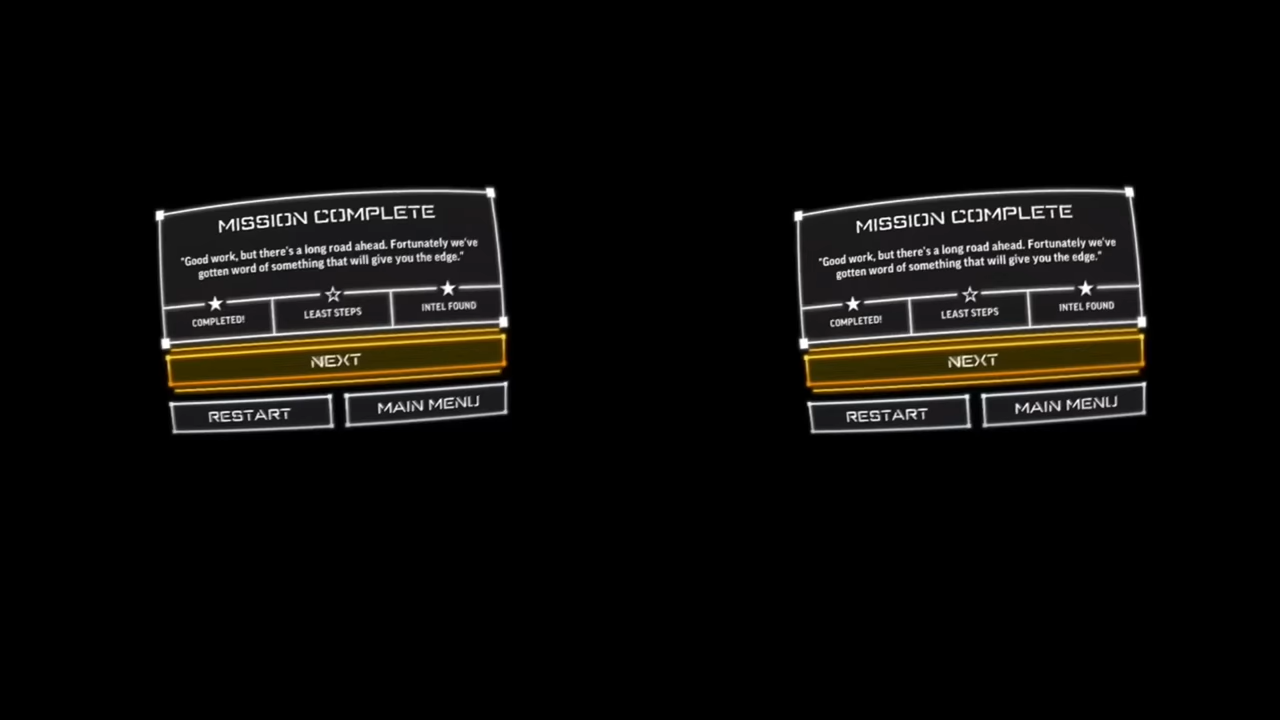 MISSION COMPLETE
"Good work, but there's a long road ahead. Fortunately we've
gotten word of something that will give you the edge."
COMPLETED!
LEAST STEPS
INTEL FOUND
NEXT
RESTART
MAIN MENU
MISSION COMPLETE
"Good work, but there's a long road ahead. Fortunately we've
gotten word of something that will give you the edge."
COMPLETED!
LEAST STEPS
INTEL FOUND
NEXT
RESTART
MAIN MENU